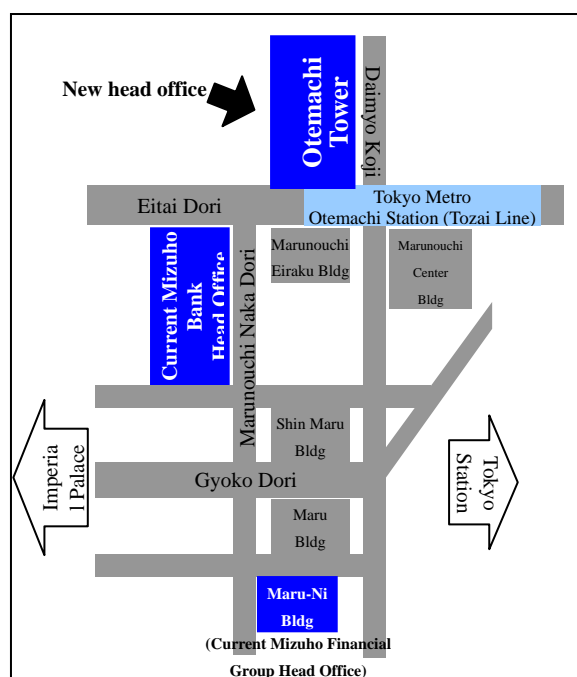 New head office
Otemachi
Tower
Daimyo Koji
Eitai Dori
Tokyo Metro
Otemachi Station (Tozai Line)
Current Mizuho
Bank
Head Office
Marunouchi Naka Dori
Marunouchi
Eiraku Bldg
Marunouchi
Center
Bldg
Shin Maru
Bldg
Imperia
l Palace
Gyoko Dori
Tokyo
Station
Maru
Bldg
Maru-Ni
Bldg
(Current Mizuho Financial
Group Head Office)